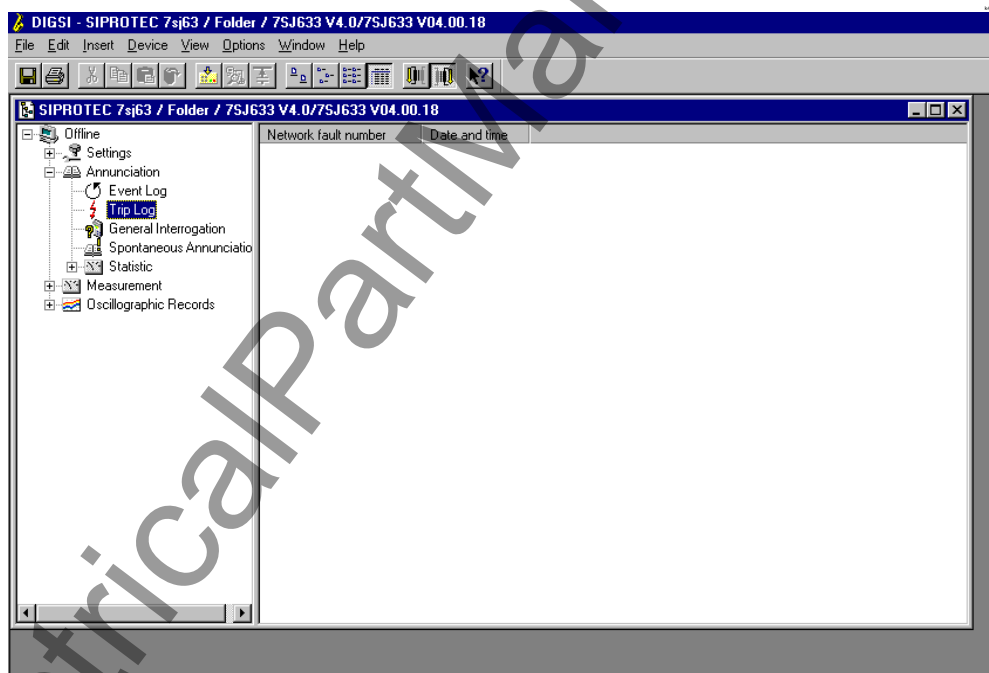 DIGSI - SIPROTEC 7sj63 / Folder / 7SJ633 V4.0/7SJ633 V04.00.18
File Edit Insert Device View Options Window Help
SIPROTEC 7sj63 / Folder / 7SJ633 V4.0/7SJ633 V04.00.18
Offline
Settings
Annunciation
Event Log
Trip Log
General Interrogation
Spontaneous Annunciatio
Statistic
Measurement
Oscillographic Records
Network fault number Date and time
ctricalPartMa